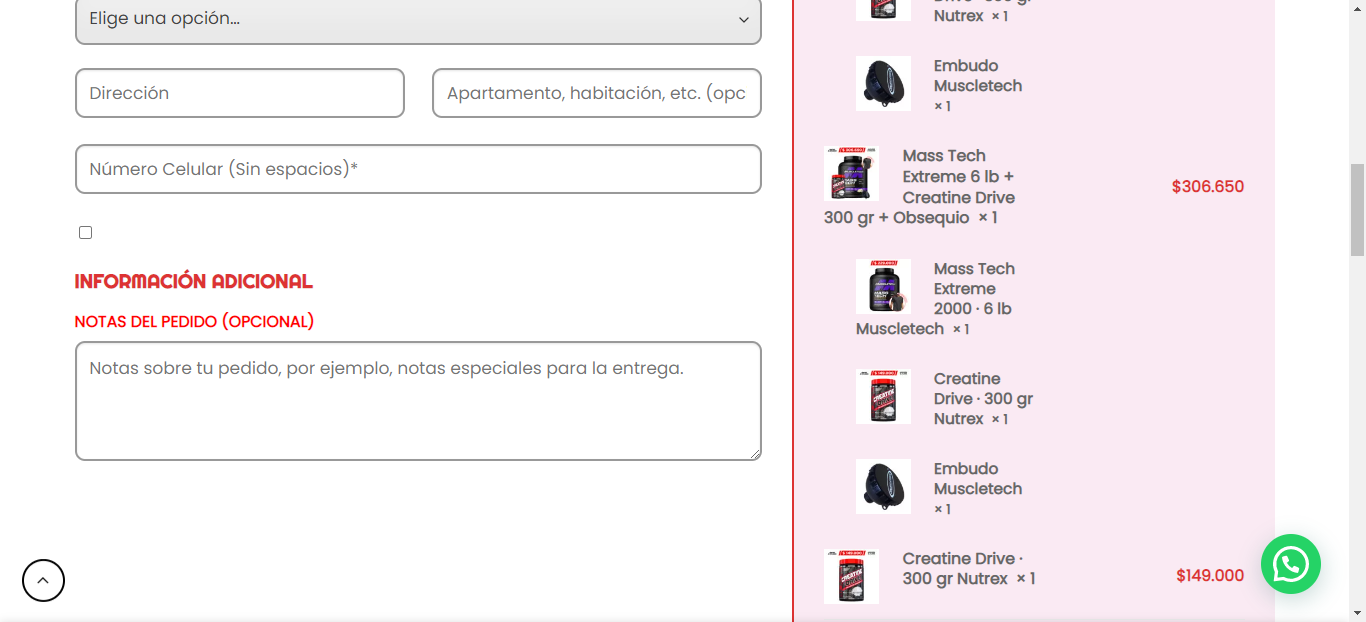 Elige una opción...
Dirección
Apartamento, habitación, etc. (opc
Número Celular (Sin espacios)*
INFORMACIÓN ADICIONAL
NOTAS DEL PEDIDO (OPCIONAL)
Notas sobre tu pedido, por ejemplo, notas especiales para la entrega.
Nutrex × 1
Embudo
Muscletech
× 1
Mass Tech
Extreme 6 lb +
Creatine Drive
300 gr + Obsequio × 1
$306.650
Mass Tech
Extreme
2000 · 6 lb
Muscletech × 1
Creatine
Drive · 300 gr
Nutrex × 1
Embudo
Muscletech
× 1
Creatine Drive ·
300 gr Nutrex × 1
$149.000